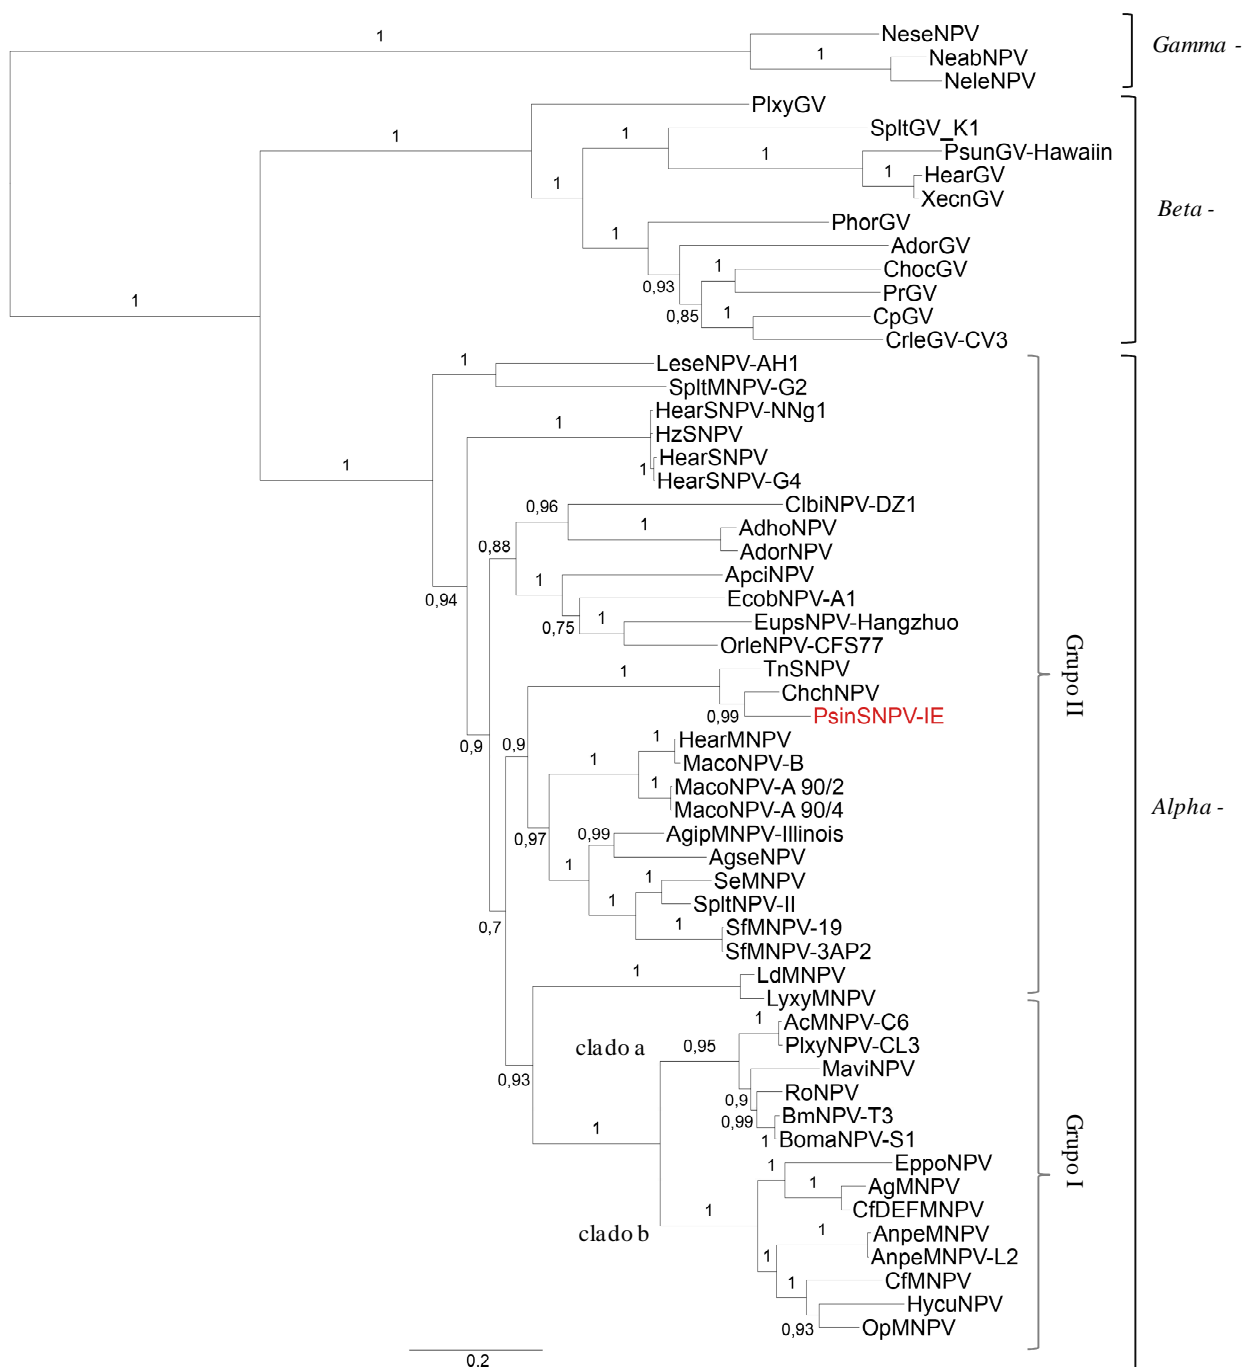 1
NeseNPV
1
NeabNPV
NeleNPV
Gamma -
PlxyGV
1
1
SpltGV_K1
1
PsunGV-Hawaiin
1
HearGV
XecnGV
1
Beta -
PhorGV
1
AdorGV
1
ChocGV
0,93
PrGV
1
0,85
1
CpGV
CrleGV-CV3
1
LeseNPV-AH1
SpltMNPV-G2
HearSNPV-NNg1
1
HzSNPV
HearSNPV
1
1
HearSNPV-G4
0,96
ClbiNPV-DZ1
1
AdhoNPV
0,88
AdorNPV
1
ApciNPV
0,94
EcobNPV-A1
1
EupsNPV-Hangzhuo
0,75
OrleNPV-CFS77
Grupo II
1
TnSNPV
ChchNPV
0,99
PsinSNPV-IE
0,9
0,9
1
HearMNPV
1
MacoNPV-B
1
MacoNPV-A 90/2
MacoNPV-A 90/4
Alpha -
0,97
0,99
AgipMNPV-Illinois
AgseNPV
1
1
SeMNPV
1
SpltNPV-II
0,7
1
SfMNPV-19
SfMNPV-3AP2
1
LdMNPV
LyxyMNPV
1
AcMNPV-C6
clado a
0,95
PlxyNPV-CL3
0,93
MaviNPV
0,9
RoNPV
0,99
BmNPV-T3
1
1
BomaNPV-S1
Grupo I
1
EppoNPV
1
AgMNPV
1
CfDEFMNPV
clado b
1
AnpeMNPV
1
AnpeMNPV-L2
1
CfMNPV
HycuNPV
0,93
OpMNPV
0.2